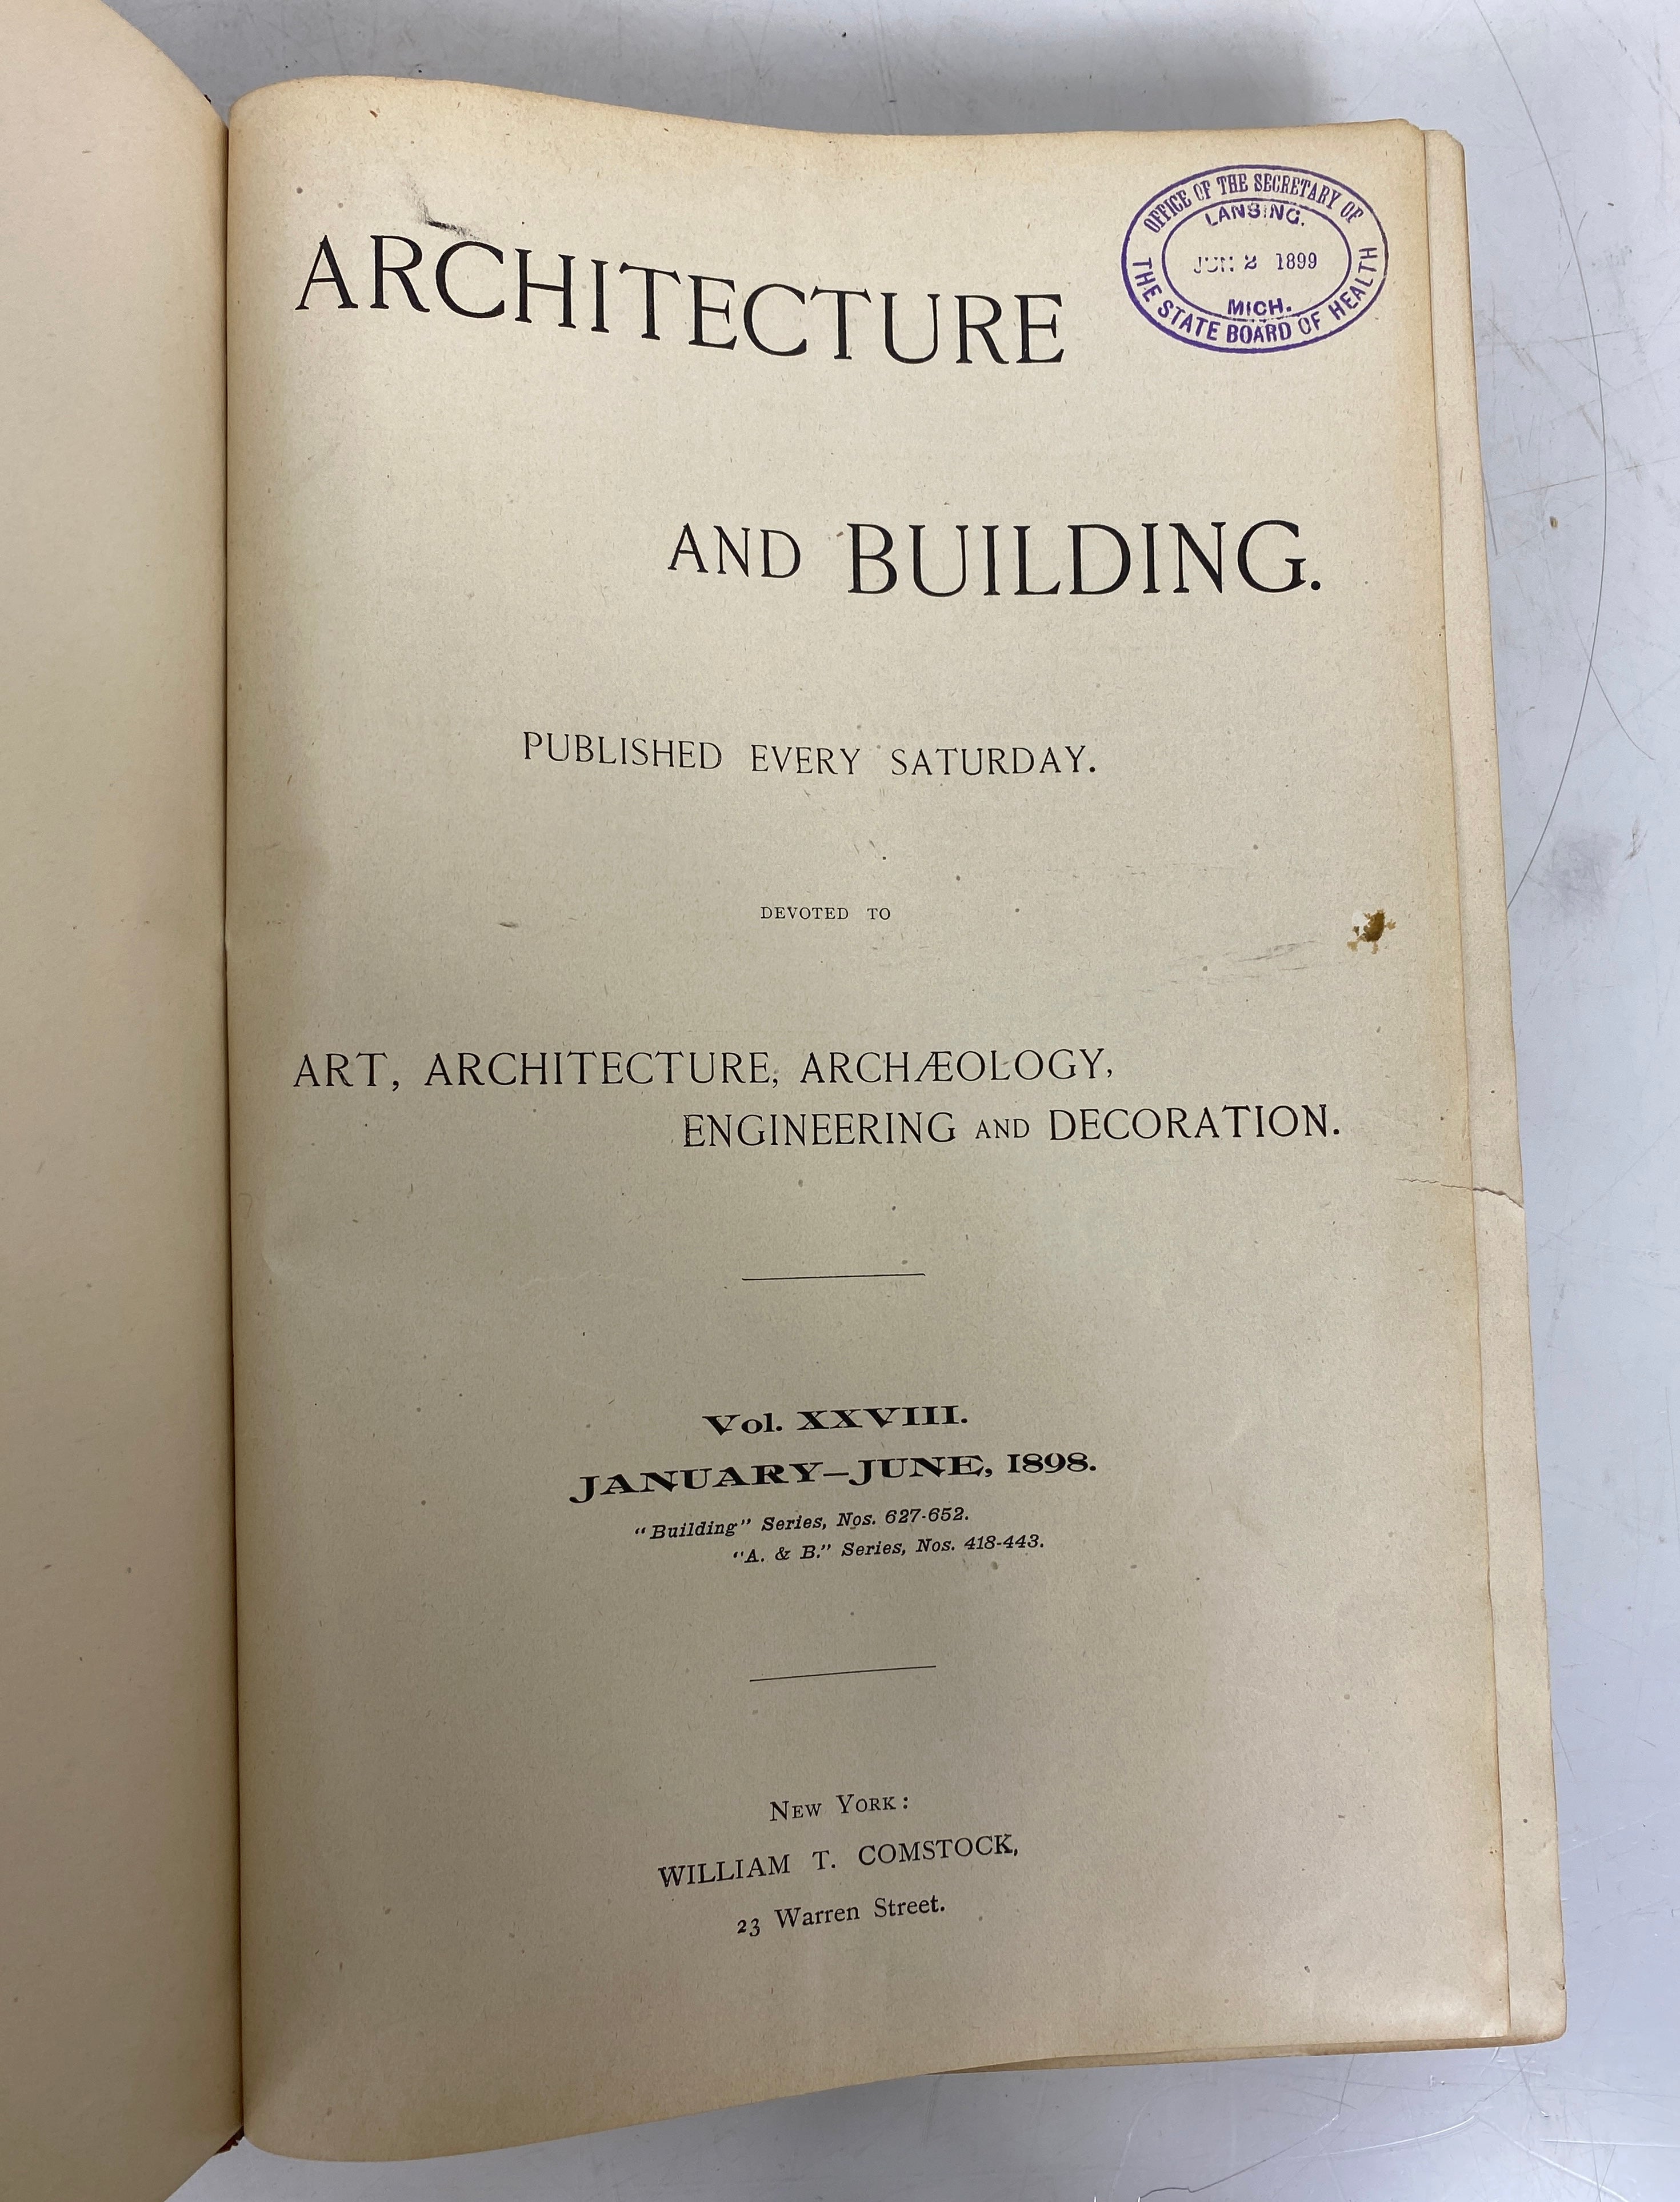 ARCHITECTURE
OFFICE OF THE SECRETARY OF
LANSING.
JUN 2 1899
MICH.
THE STATE BOARD OF HEALTH
AND BUILDING.
PUBLISHED EVERY SATURDAY.
DEVOTED TO
ART, ARCHITECTURE, ARCHÆOLOGY,
ENGINEERING AND DECORATION.
Vol. XXVIII.
JANUARY–JUNE, 1898.
"Building" Series, Nos. 627-652.
"A. & B." Series, Nos. 418-443.
NEW YORK:
WILLIAM T. COMSTOCK,
23 Warren Street.